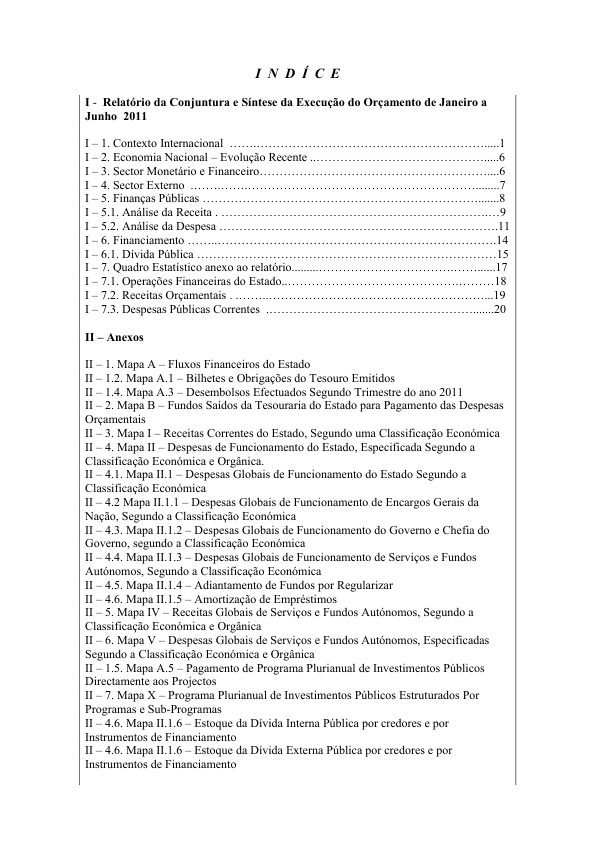 I N D Í C E
I - Relatório da Conjuntura e Síntese da Execução do Orçamento de Janeiro a
Junho 2011
I – 1. Contexto Internacional ……………………………………………………….....1
I – 2. Economia Nacional – Evolução Recente ...…………………………………….....6
I – 3. Sector Monetário e Financeiro…………………………………………………....6
I – 4. Sector Externo …………………………………………………………….......7
I – 5. Finanças Públicas …………………………………………………………......8
I – 5.1. Análise da Receita . ………………………………………………………….…9
I – 5.2. Análise da Despesa …………………………………………………………….11
I – 6. Financiamento ……..…………………………………………………………….14
I – 6.1. Dívida Pública …………………………………………………………………15
I – 7. Quadro Estatístico anexo ao relatório.........…………………………….…….......17
I – 7.1. Operações Financeiras do Estado..…………………………………….………18
I – 7.2. Receitas Orçamentais . ……..………………………………………………...19
I – 7.3. Despesas Públicas Correntes .…………………………………………….......20
II – Anexos
II – 1. Mapa A – Fluxos Financeiros do Estado
II – 1.2. Mapa A.1 – Bilhetes e Obrigações do Tesouro Emitidos
II – 1.4. Mapa A.3 – Desembolsos Efectuados Segundo Trimestre do ano 2011
II – 2. Mapa B – Fundos Saídos da Tesouraria do Estado para Pagamento das Despesas
Orçamentais
II – 3. Mapa I – Receitas Correntes do Estado, Segundo uma Classificação Económica
II – 4. Mapa II – Despesas de Funcionamento do Estado, Especificada Segundo a
Classificação Económica e Orgânica.
II – 4.1. Mapa II.1 – Despesas Globais de Funcionamento do Estado Segundo a
Classificação Económica
II – 4.2 Mapa II.1.1 – Despesas Globais de Funcionamento de Encargos Gerais da
Nação, Segundo a Classificação Económica
II – 4.3. Mapa II.1.2 – Despesas Globais de Funcionamento do Governo e Chefia do
Governo, segundo a Classificação Económica
II – 4.4. Mapa II.1.3 – Despesas Globais de Funcionamento de Serviços e Fundos
Autónomos, Segundo a Classificação Económica
II – 4.5. Mapa II.1.4 – Adiantamento de Fundos por Regularizar
II – 4.6. Mapa II.1.5 – Amortização de Empréstimos
II – 5. Mapa IV – Receitas Globais de Serviços e Fundos Autónomos, Segundo a
Classificação Económica e Orgânica
II – 6. Mapa V – Despesas Globais de Serviços e Fundos Autónomos, Especificadas
Segundo a Classificação Económica e Orgânica
II – 1.5. Mapa A.5 – Pagamento de Programa Plurianual de Investimentos Públicos
Directamente aos Projectos
II – 7. Mapa X – Programa Plurianual de Investimentos Públicos Estruturados Por
Programas e Sub-Programas
II – 4.6. Mapa II.1.6 – Estoque da Dívida Interna Pública por credores e por
Instrumentos de Financiamento
II – 4.6. Mapa II.1.6 – Estoque da Dívida Externa Pública por credores e por
Instrumentos de Financiamento